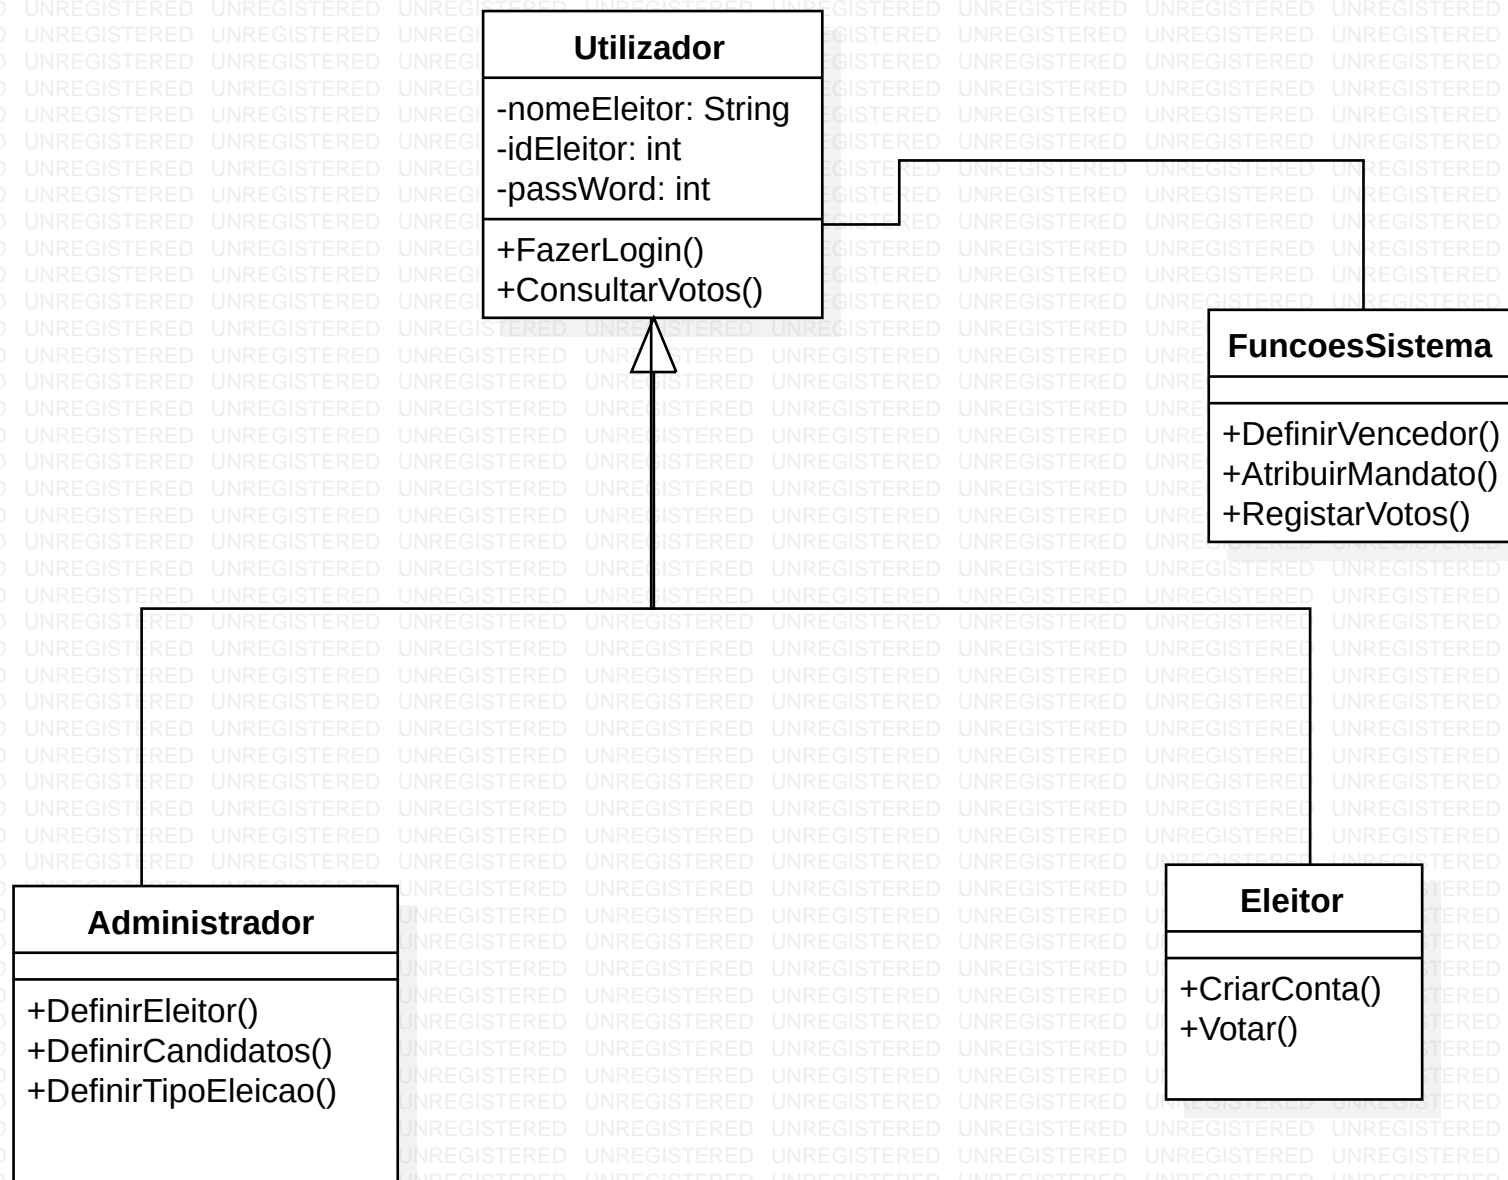 Utilizador
-nomeEleitor: String
-idEleitor: int
-passWord: int
+FazerLogin()
+ConsultarVotos()
FuncoesSistema
+DefinirVencedor()
+AtribuirMandato()
+RegistarVotos()
Administrador
+DefinirEleitor()
+DefinirCandidatos()
+DefinirTipoEleicao()
Eleitor
+CriarConta()
+Votar()
UNREGISTERED